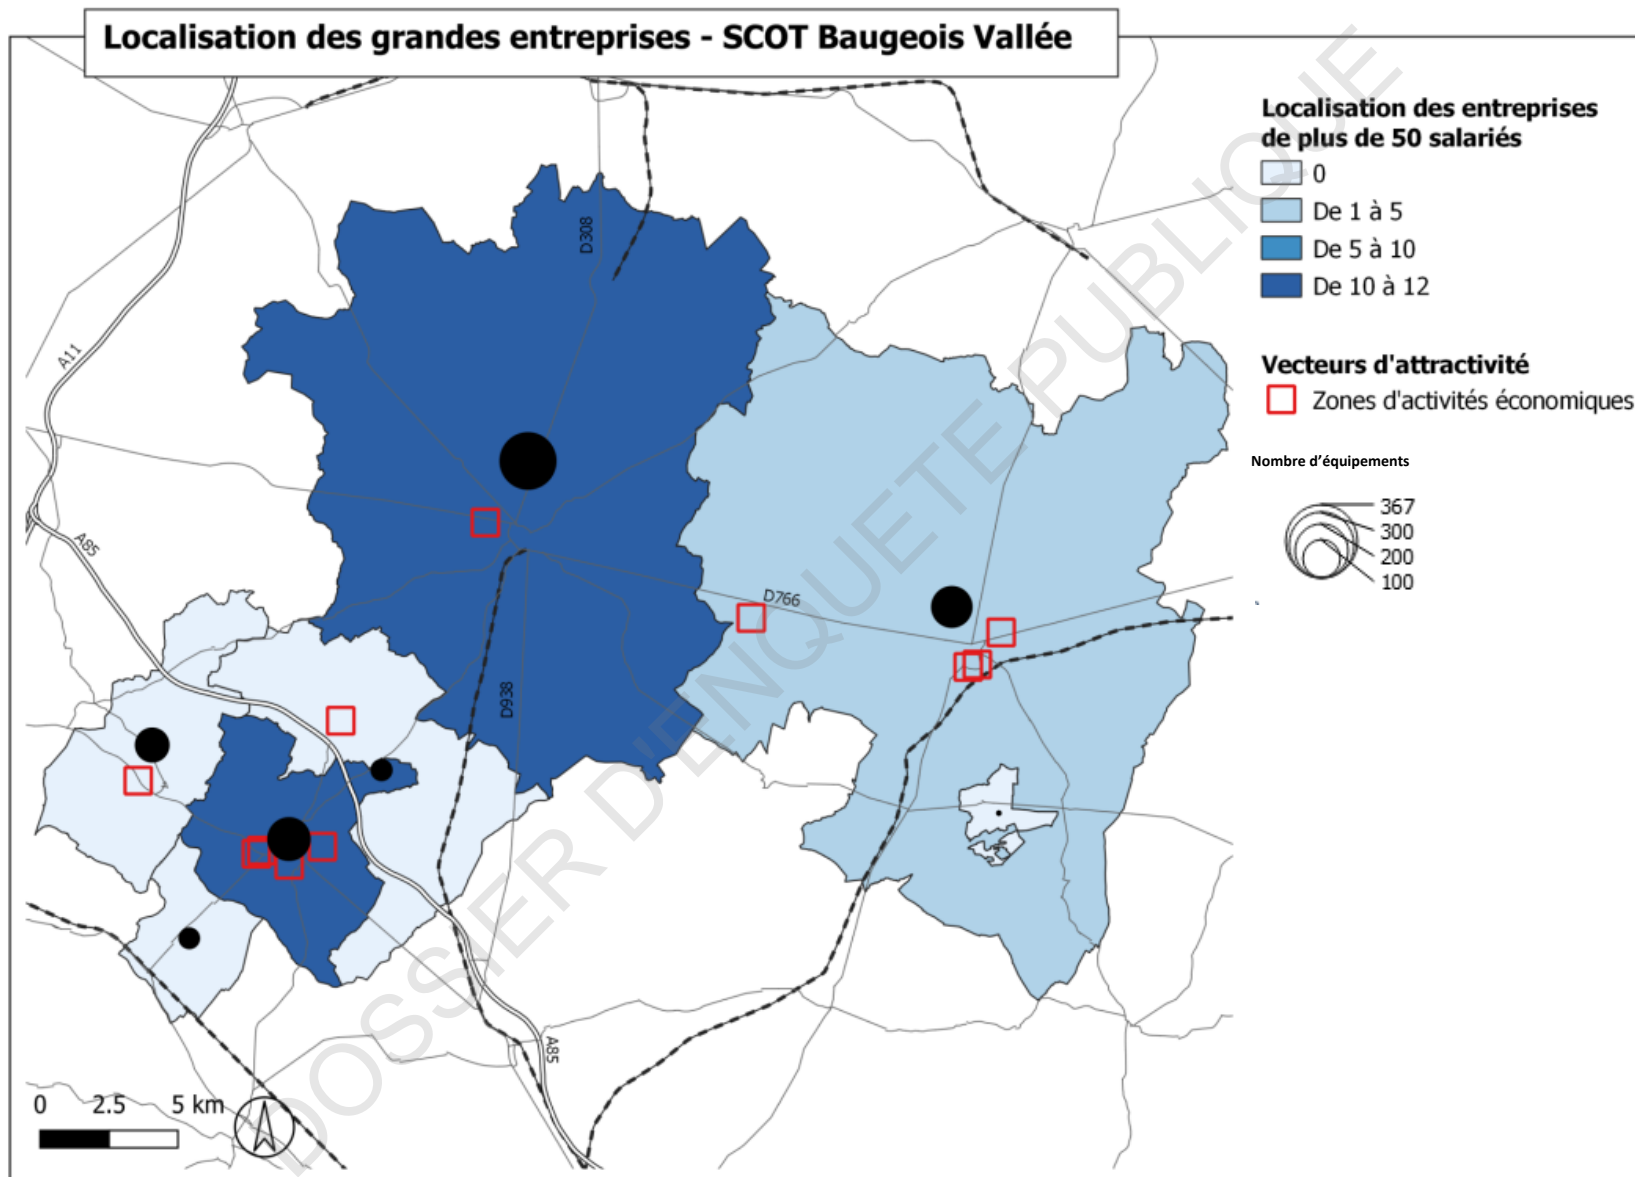 Localisation des grandes entreprises - SCOT Baugeois Vallée
Localisation des entreprises
de plus de 50 salariés
0
De 1 à 5
De 5 à 10
De 10 à 12
Vecteurs d'attractivité
Zones d'activités économiques
Nombre d'équipements
367
300
200
100
D308
A11
A85
D766
D938
A85
0 2.5 5 km
DOSSIER D'ENQUETE PUBLIQUE